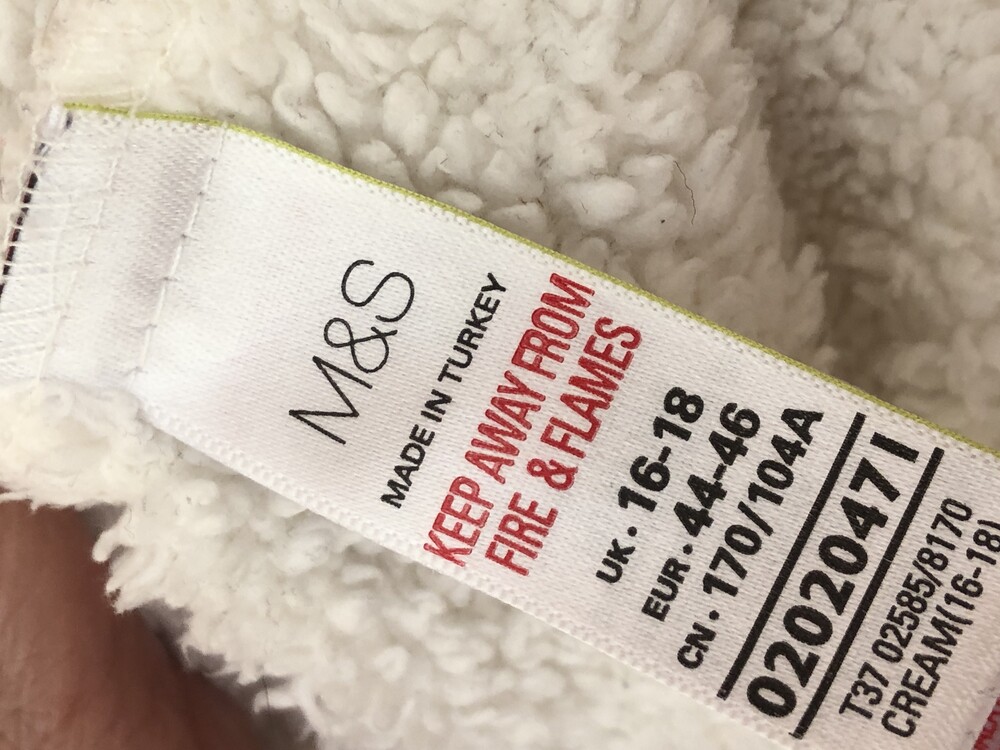 M&S
MADE IN TURKEY
KEEP AWAY FROM
FIRE & FLAMES
UK • 16-18
EUR • 44-46
CN • 170/104A
0202047 I
T37 02585/8170
CREAM(16-18)